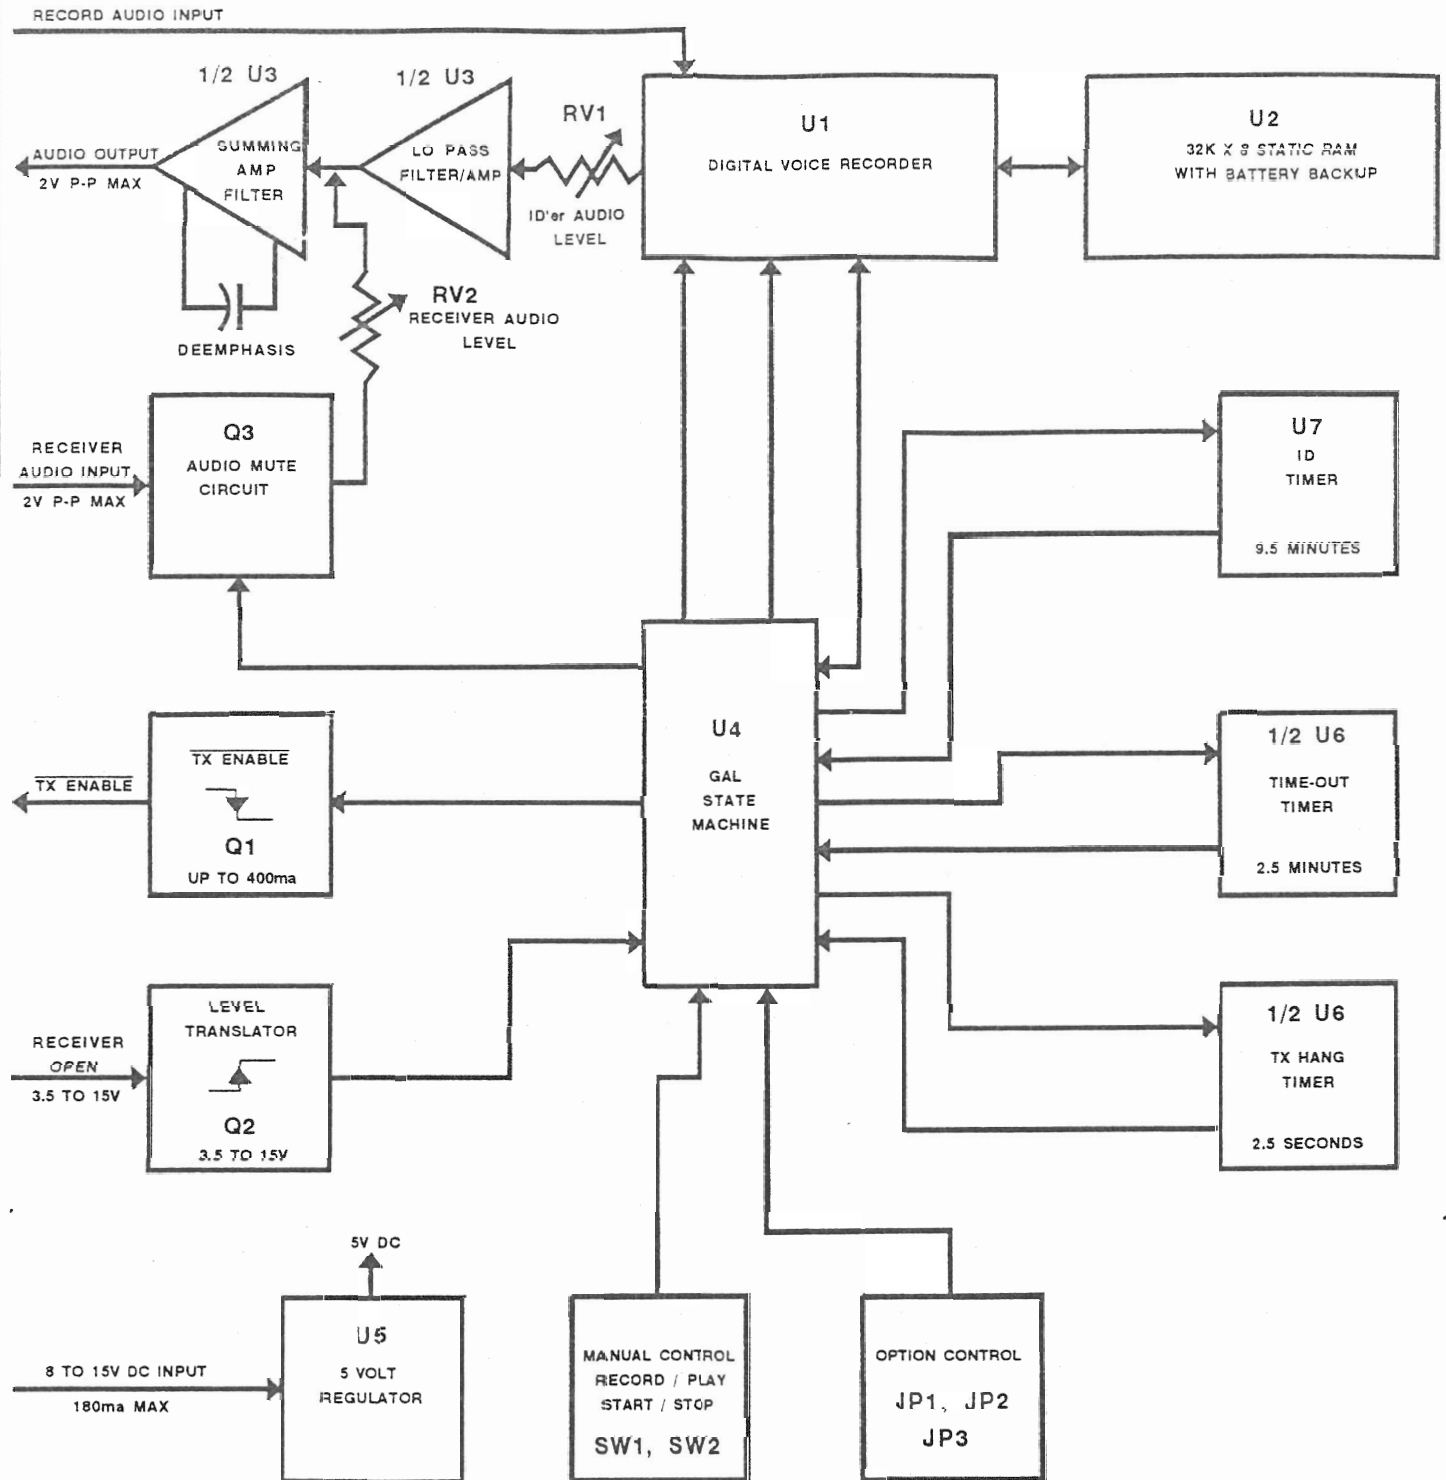 RECORD AUDIO INPUT
1/2 U3
1/2 U3
RV1
U1
DIGITAL VOICE RECORDER
U2
32K X 8 STATIC RAM
WITH BATTERY BACKUP
AUDIO OUTPUT
2V P-P MAX
SUMMING
AMP
FILTER
LO PASS
FILTER/AMP
ID'er AUDIO
LEVEL
DEEMPHASIS
RV2
RECEIVER AUDIO
LEVEL
RECEIVER
AUDIO INPUT
2V P-P MAX
Q3
AUDIO MUTE
CIRCUIT
U7
ID
TIMER
9.5 MINUTES
TX ENABLE
TX ENABLE
Q1
UP TO 400ma
U4
GAL
STATE
MACHINE
1/2 U6
TIME-OUT
TIMER
2.5 MINUTES
RECEIVER
OPEN
3.5 TO 15V
LEVEL
TRANSLATOR
Q2
3.5 TO 15V
1/2 U6
TX HANG
TIMER
2.5 SECONDS
5V DC
8 TO 15V DC INPUT
180ma MAX
U5
5 VOLT
REGULATOR
MANUAL CONTROL
RECORD / PLAY
START / STOP
SW1, SW2
OPTION CONTROL
JP1, JP2
JP3